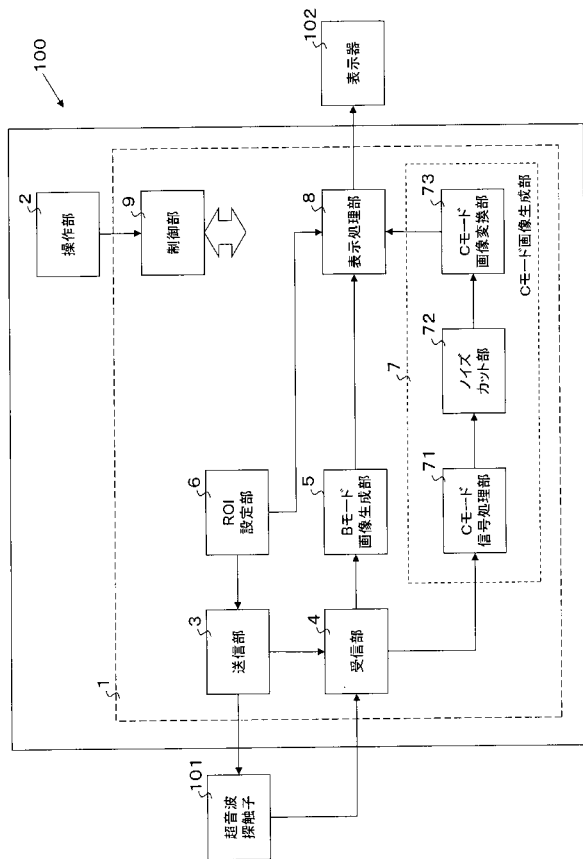 100
2
操作部
9
制御部
102
表示器
8
表示処理部
6
ROI
設定部
5
Bモード
画像生成部
3
送信部
4
受信部
1
101
超音波
探触子
7
71
Cモード
信号処理部
72
ノイズ
カット部
73
Cモード
画像変換部
Cモード画像生成部